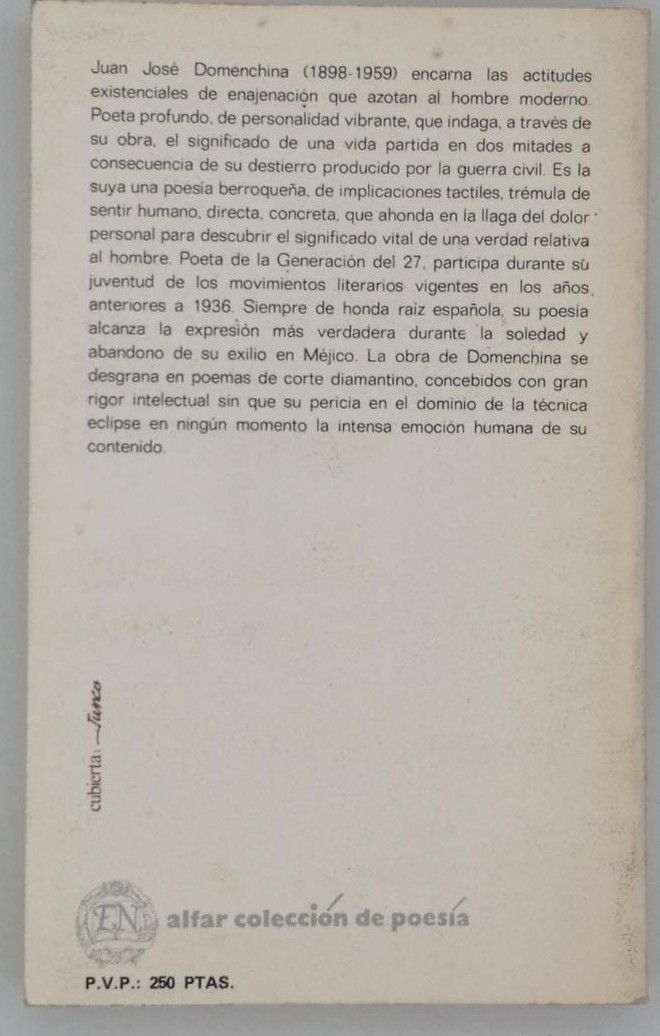 Juan José Domenchina (1898-1959) encarna las actitudes
existenciales de enajenación que azotan al hombre moderno.
Poeta profundo, de personalidad vibrante, que indaga, a través de
su obra, el significado de una vida partida en dos mitades a
consecuencia de su destierro producido por la guerra civil. Es la
suya una poesía berroqueña, de implicaciones tactiles, trémula de
sentir humano, directa, concreta, que ahonda en la llaga del dolor
personal para descubrir el significado vital de una verdad relativa
al hombre. Poeta de la Generación del 27, participa durante su
juventud de los movimientos literarios vigentes en los años
anteriores a 1936. Siempre de honda raíz española, su poesía
alcanza la expresión más verdadera durante la soledad y
abandono de su exilio en Méjico. La obra de Domenchina se
desgrana en poemas de corte diamantino, concebidos con gran
rigor intelectual sin que su pericia en el dominio de la técnica
eclipse en ningún momento la intensa emoción humana de su
contenido.
cubierta: Junco
EN alfar colección de poesía
P.V.P.: 250 PTAS.